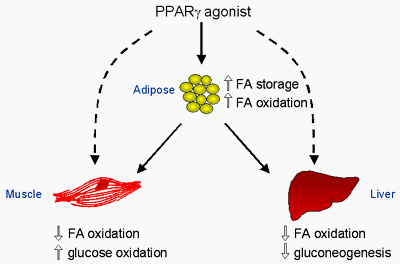 PPARγ agonist
Adipose
⇧ FA storage
⇧ FA oxidation
Muscle
Liver
⇩ FA oxidation
⇧ glucose oxidation
⇩ FA oxidation
⇩ gluconeogenesis